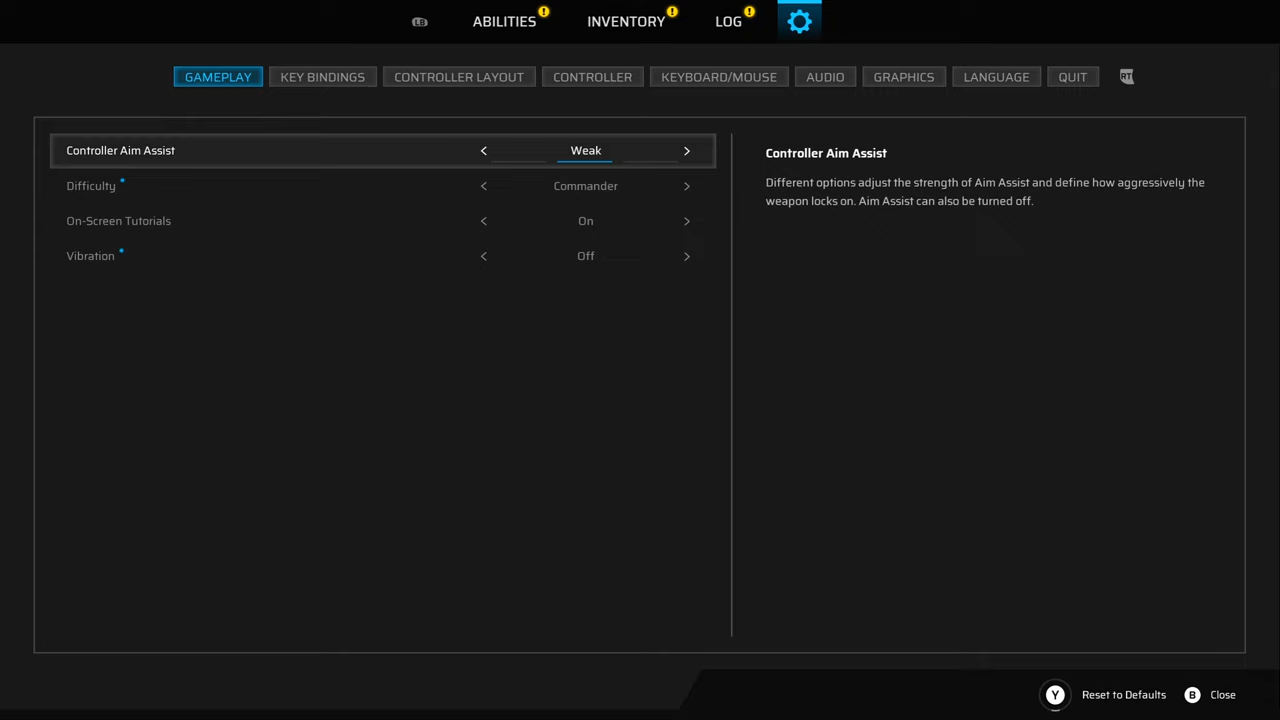 LB
ABILITIES !
INVENTORY !
LOG !
GAMEPLAY
KEY BINDINGS
CONTROLLER LAYOUT
CONTROLLER
KEYBOARD/MOUSE
AUDIO
GRAPHICS
LANGUAGE
QUIT
RT
Controller Aim Assist
< Weak >
Difficulty
< Commander >
On-Screen Tutorials
< On >
Vibration
< Off >
Controller Aim Assist
Different options adjust the strength of Aim Assist and define how aggressively the
weapon locks on. Aim Assist can also be turned off.
Y Reset to Defaults
B Close